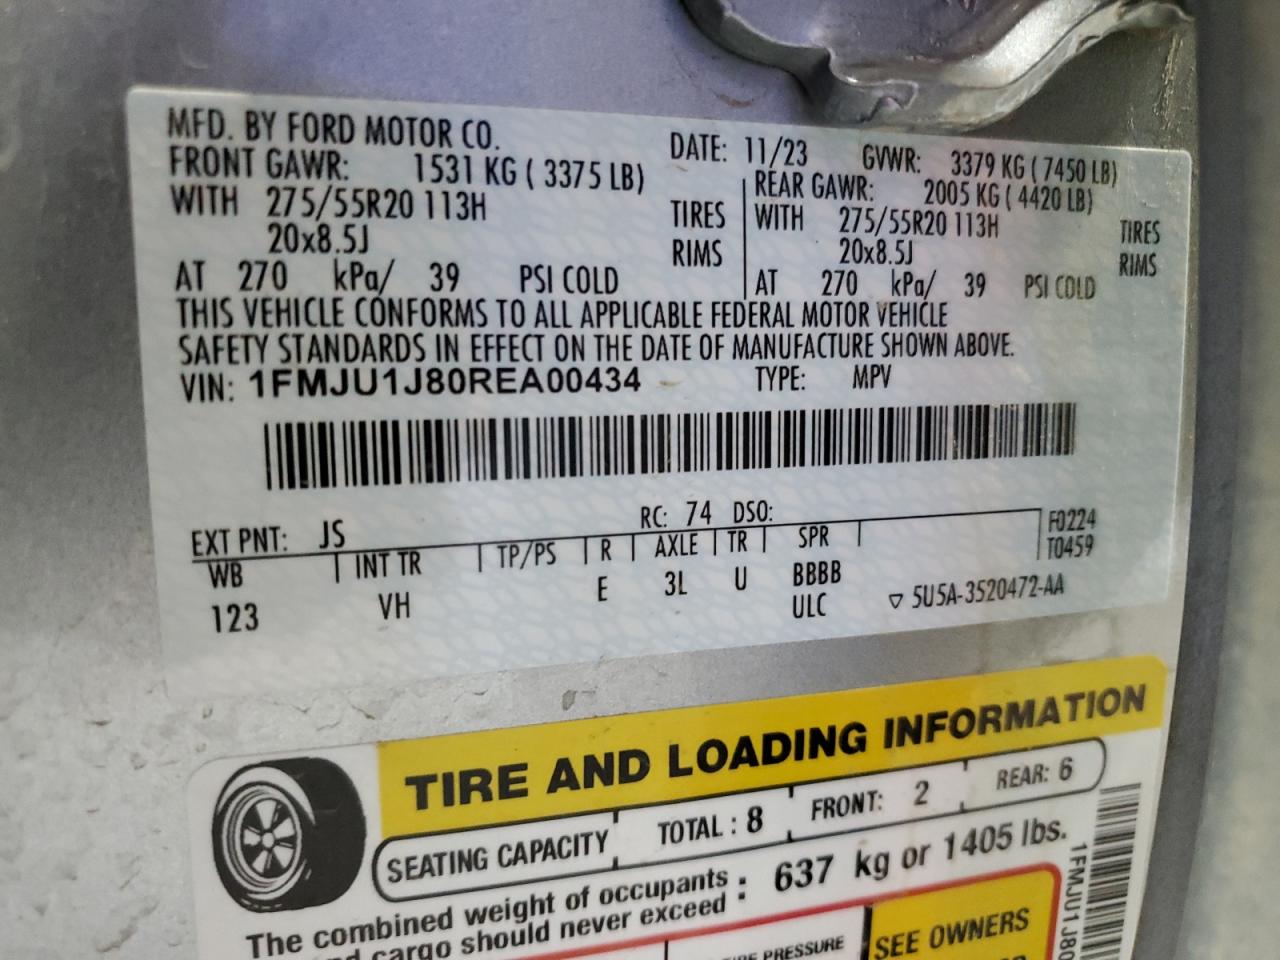 MFD. BY FORD MOTOR CO.
DATE: 11/23 GVWR: 3379 KG ( 7450 LB)
FRONT GAWR: 1531 KG ( 3375 LB) REAR GAWR: 2005 KG ( 4420 LB)
WITH 275/55R20 113H TIRES WITH 275/55R20 113H TIRES
20x8.5J RIMS 20x8.5J RIMS
AT 270 kPa/ 39 PSI COLD AT 270 kPa/ 39 PSI COLD
THIS VEHICLE CONFORMS TO ALL APPLICABLE FEDERAL MOTOR VEHICLE
SAFETY STANDARDS IN EFFECT ON THE DATE OF MANUFACTURE SHOWN ABOVE.
VIN: 1FMJU1J80REA00434 TYPE: MPV
EXT PNT: JS RC: 74 DSO: F0224
WB INT TR TP/PS R AXLE TR SPR T0459
123 VH E 3L U BBBB
ULC ▽ 5U5A-3520472-AA
TIRE AND LOADING INFORMATION
SEATING CAPACITY TOTAL : 8 FRONT: 2 REAR: 6
The combined weight of occupants : 637 kg or 1405 lbs.
cargo should never exceed
PRESSURE
SEE OWNERS
1FMJU1J80